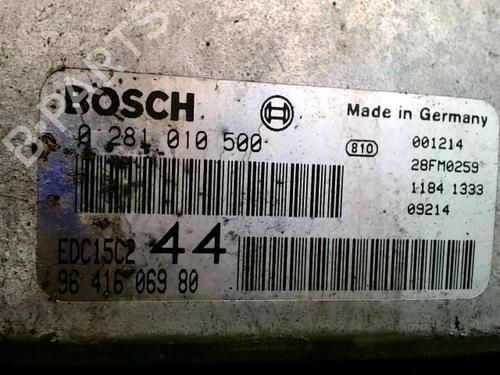 B-PARTS
BOSCH
Made in Germany
0 281 010 500
810
001214
28FM0259
1184 1333
09214
EDC15C2 44
96 416 069 80